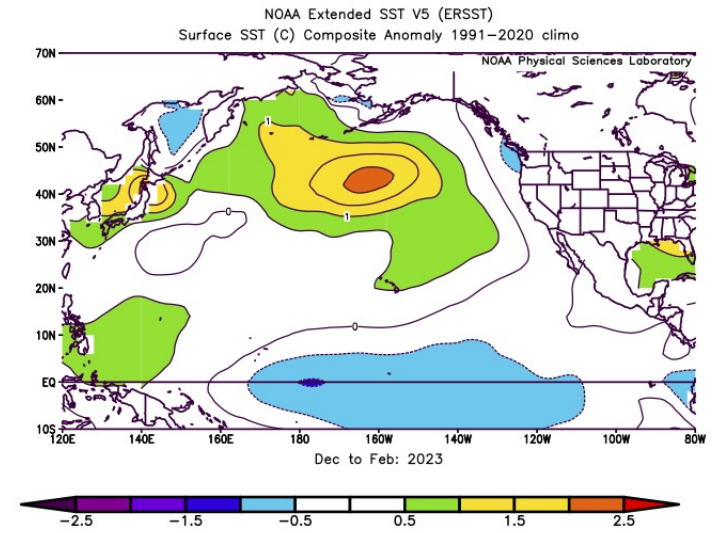 NOAA Extended SST V5 (ERSST)
Surface SST (C) Composite Anomaly 1991-2020 climo
NOAA Physical Sciences Laboratory
70N
60N
50N
40N
30N
20N
10N
EQ
10S
1
0
1
0
120E 140E 160E 180 160W 140W 120W 100W 80W
Dec to Feb: 2023
-2.5 -1.5 -0.5 0.5 1.5 2.5